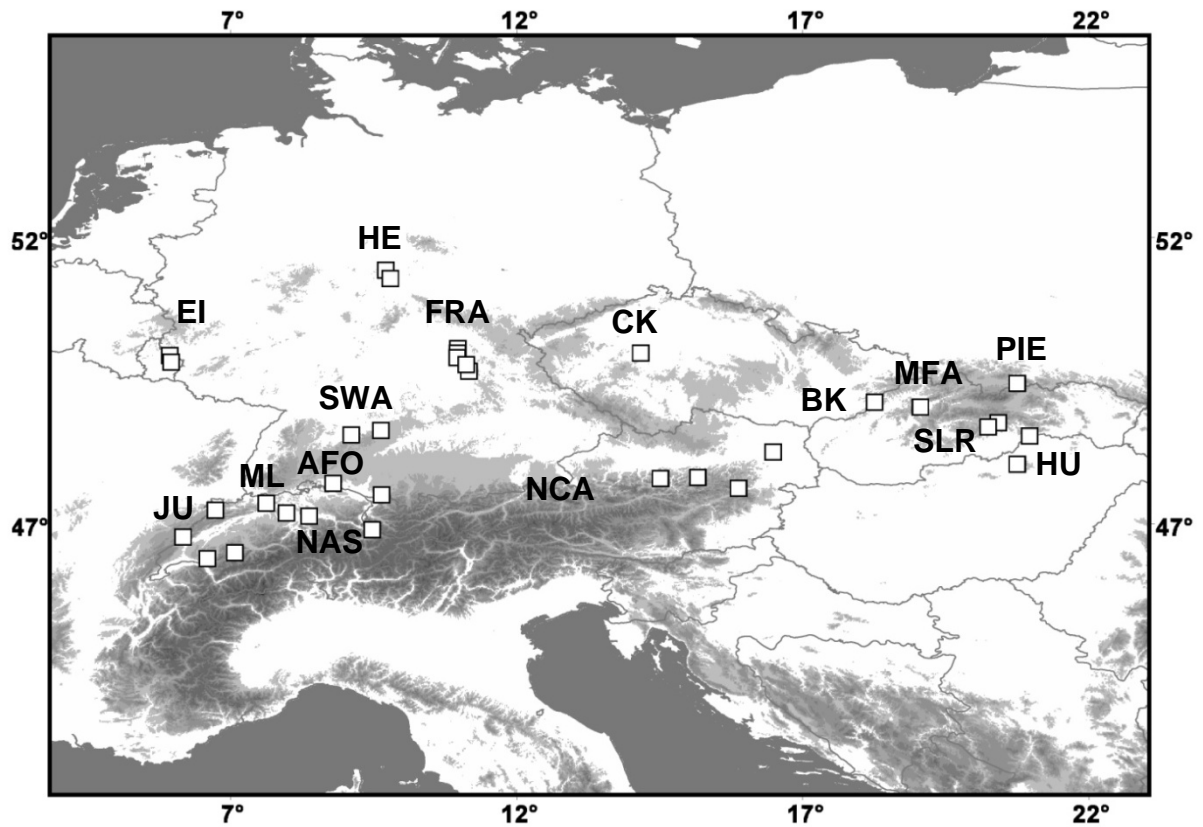 7° 12° 17° 22°
52° 52°
HE
EI
FRA
CK
PIE
MFA
SWA
BK
SLR
AFO
ML
HU
NCA
JU
47° 47°
NAS
7° 12° 17° 22°